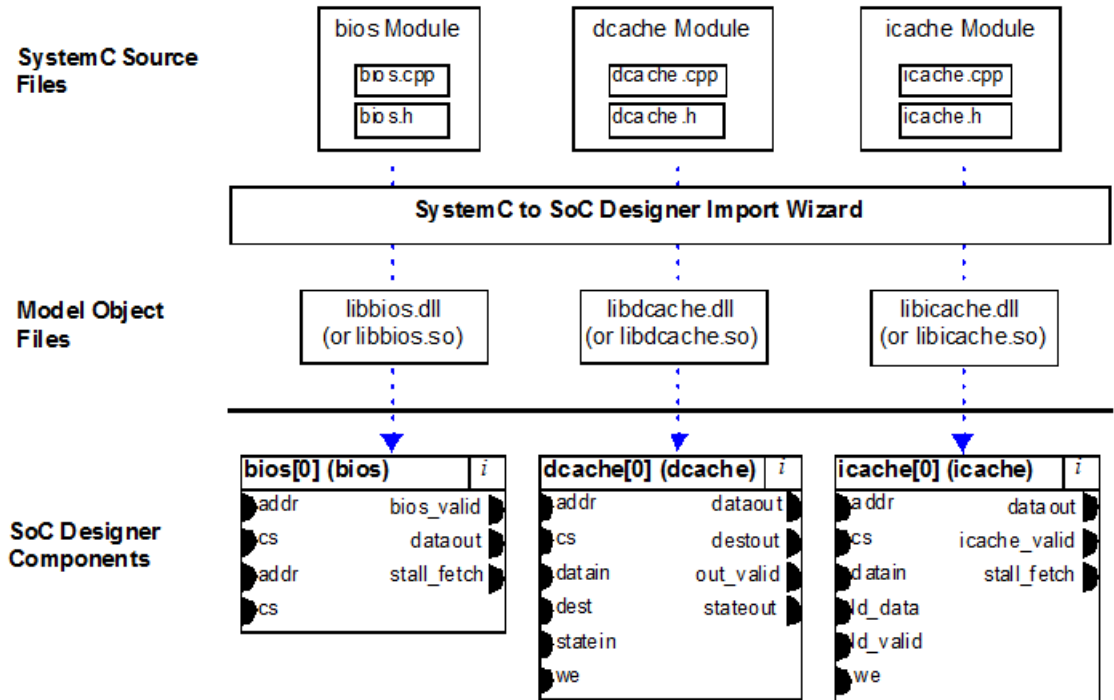 SystemC Source
Files
bios Module
bios.cpp
bios.h
dcache Module
dcache.cpp
dcache.h
icache Module
icache.cpp
icache.h
SystemC to SoC Designer Import Wizard
Model Object
Files
libbios.dll
(or libbios.so)
libdcache.dll
(or libdcache.so)
libicache.dll
(or libicache.so)
SoC Designer
Components
bios[0] (bios) i
addr bios_valid
cs dataout
addr stall_fetch
cs
dcache[0] (dcache) i
addr dataout
cs destout
datain out_valid
dest stateout
statein
we
icache[0] (icache) i
addr dataout
cs icache_valid
datain stall_fetch
ld_data
ld_valid
we